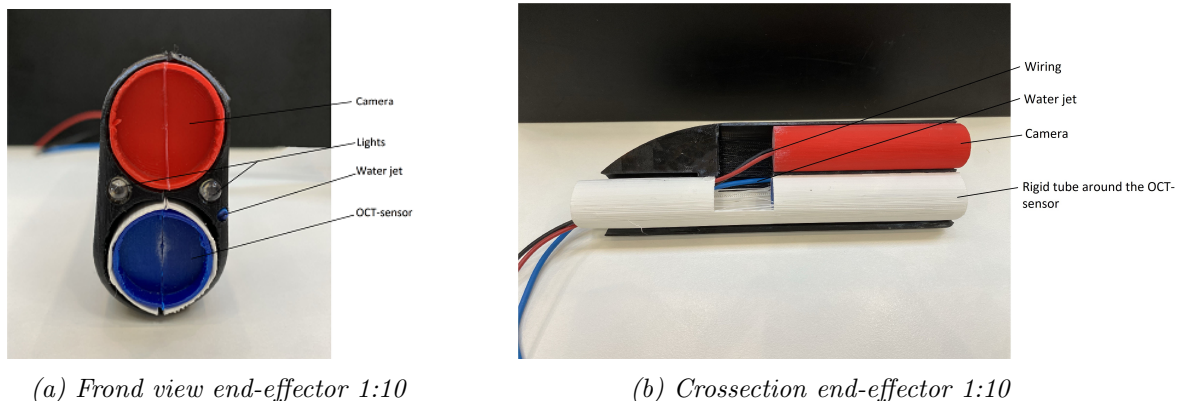 Camera
Lights
Water jet
OCT-sensor
Wiring
Water jet
Camera
Rigid tube around the OCT-
sensor
(a) Frond view end-effector 1:10
(b) Crossection end-effector 1:10